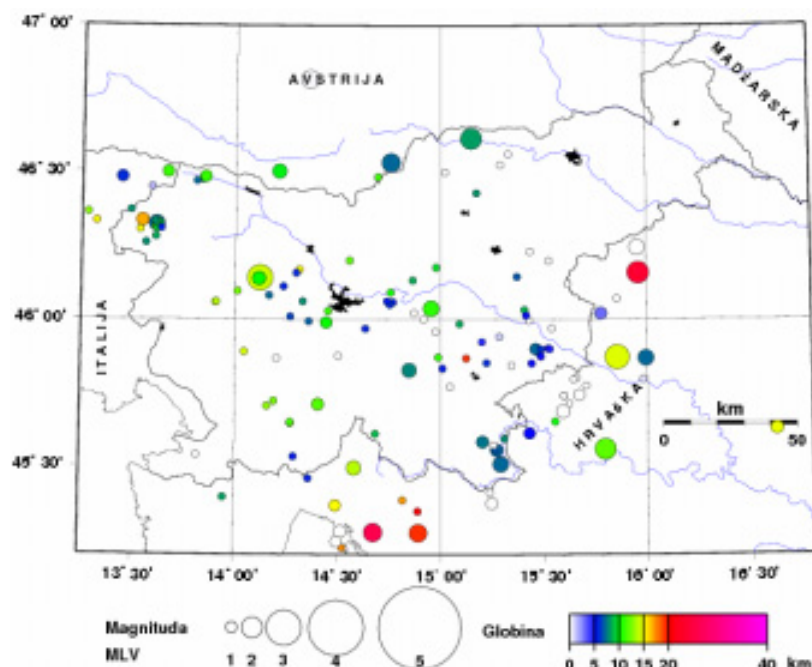 47° 00'
AVSTRIJA
MADŽARSKA
46° 30'
46° 00'
ITALIJA
HRVAšKA
km
0 50
45° 30'
13° 30' 14° 00' 14° 30' 15° 00' 15° 30' 16° 00' 16° 30'
Magnituda
MLV
1 2 3 4 5
Globina
0 5 10 15 20 40 km